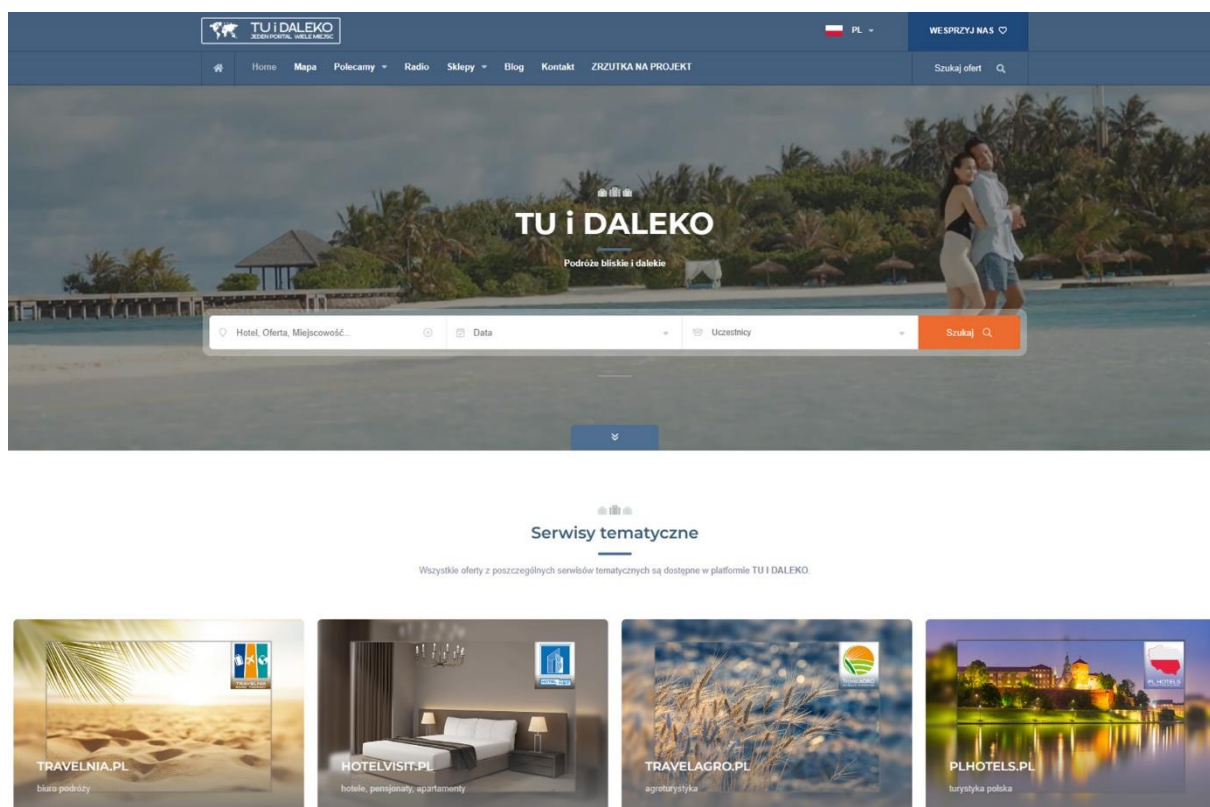 TU i DALEKO
JEDEN PORTAL WIELE MIEJSC
PL
WESPRZYJ NAS
Home Mapa Polecamy Radio Sklepy Blog Kontakt ZRZUTKA NA PROJEKT
Szukaj ofert
TU i DALEKO
Podróże bliskie i dalekie
Hotel, Oferta, Miejscowość...
Data
Uczestnicy
Szukaj
Serwisy tematyczne
Wszystkie oferty z poszczególnych serwisów tematycznych są dostępne w platformie TU I DALEKO.
TRAVELNIA
TRAVELNIA.PL
biuro podróży
HOTELVISIT.PL
hotele, pensjonaty, apartamenty
TRAVELAGRO.PL
agroturystyka
PL HOTELS
PLHOTELS.PL
turystyka polska